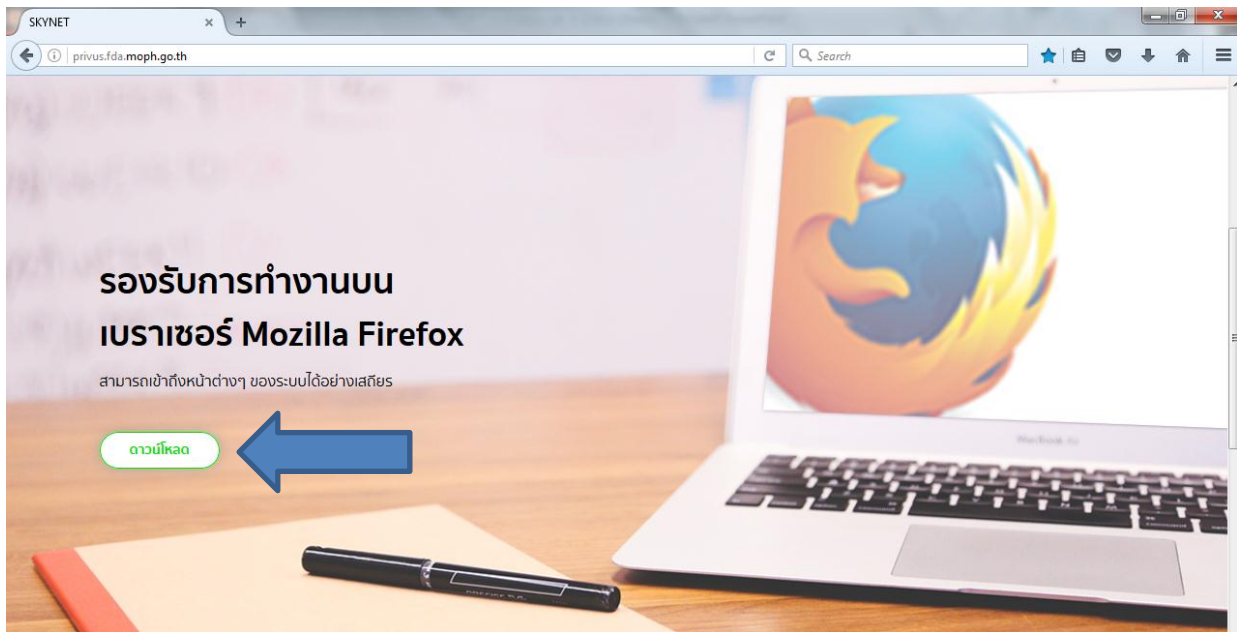 SKYNET
privus.fda.moph.go.th
Search
รองรับการทำงานบน
เบราเซอร์ Mozilla Firefox
สามารถเข้าถึงหน้าต่างๆ ของระบบได้อย่างเสถียร
ดาวน์โหลด
MacBook Air